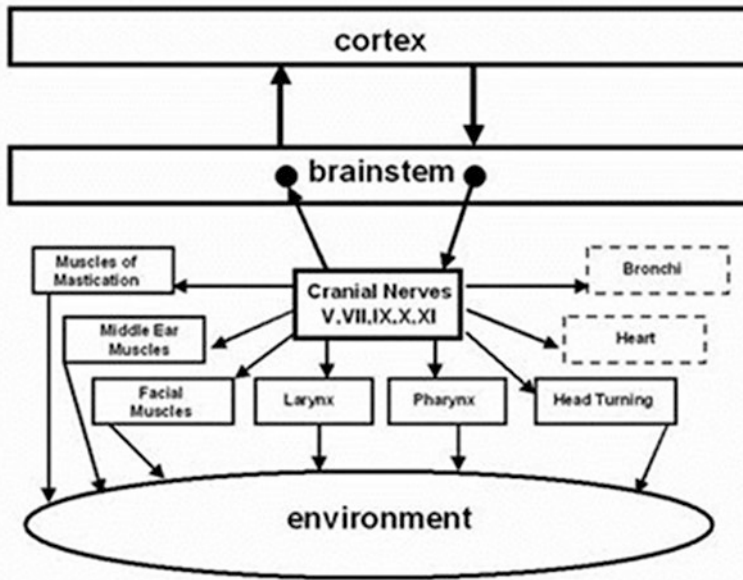 cortex
brainstem
Muscles of
Mastication
Cranial Nerves
V,VII,IX,X,XI
Bronchi
Middle Ear
Muscles
Heart
Facial
Muscles
Larynx
Pharynx
Head Turning
environment